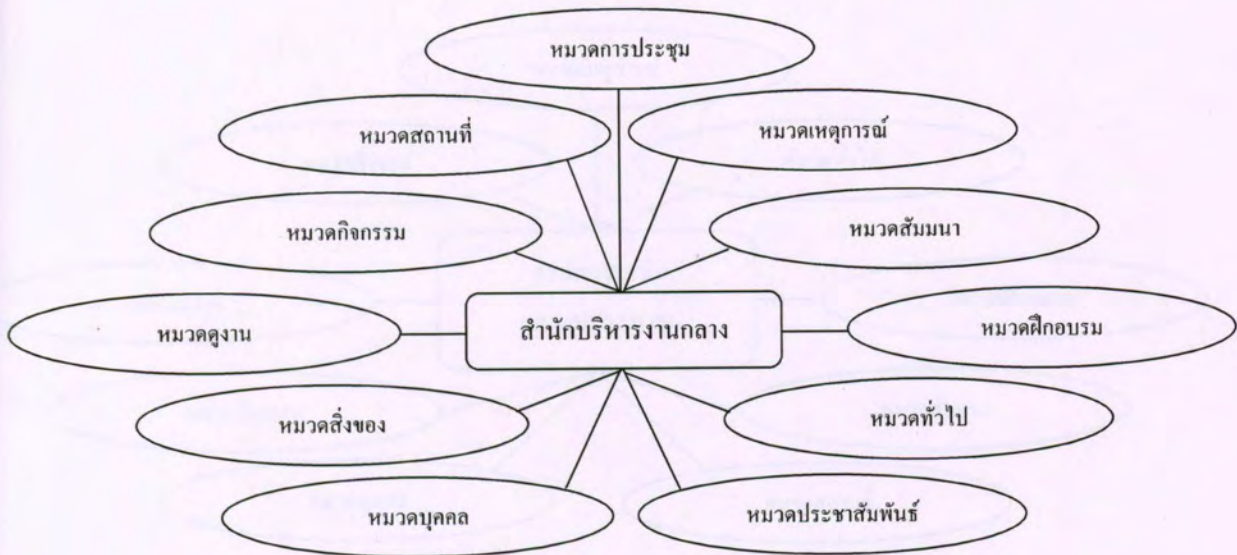 หมวดการประชุม
หมวดสถานที่
หมวดเหตุการณ์
หมวดกิจกรรม
หมวดสัมมนา
หมวดดูงาน
สำนักบริหารงานกลาง
หมวดฝึกอบรม
หมวดสิ่งของ
หมวดทั่วไป
หมวดบุคคล
หมวดประชาสัมพันธ์